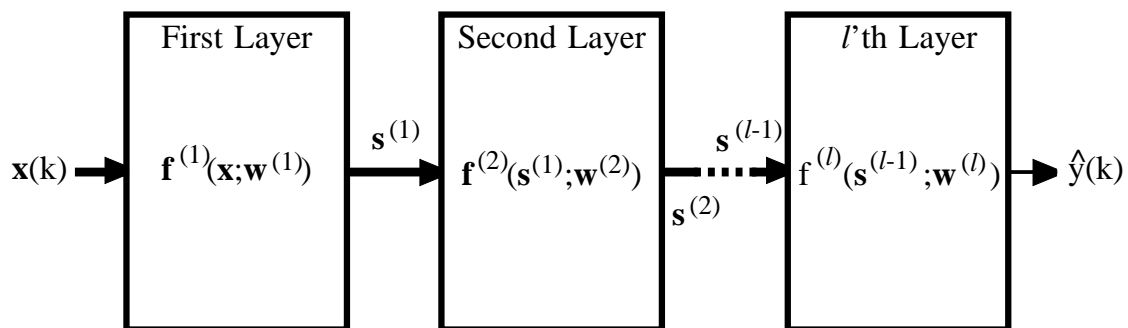 First Layer
Second Layer
l'th Layer
x(k)
f⁽¹⁾(x;w⁽¹⁾)
s⁽¹⁾
f⁽²⁾(s⁽¹⁾;w⁽²⁾)
s⁽²⁾
s⁽ˡ⁻¹⁾
f⁽ˡ⁾(s⁽ˡ⁻¹⁾;w⁽ˡ⁾)
ŷ(k)